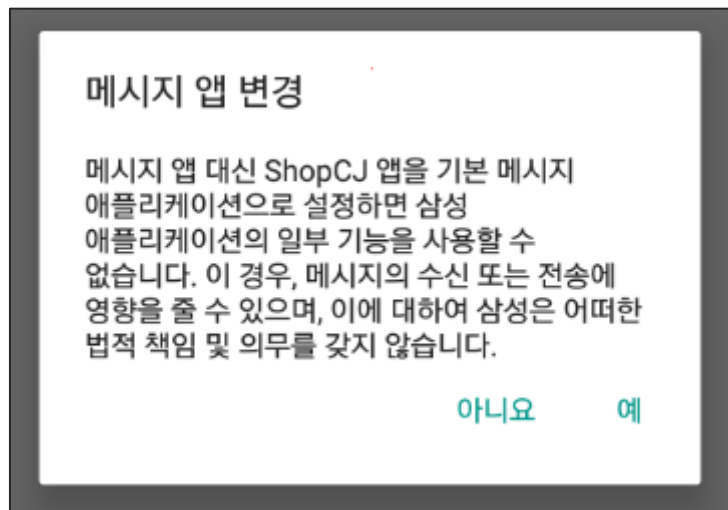 메시지 앱 변경
메시지 앱 대신 ShopCJ 앱을 기본 메시지
애플리케이션으로 설정하면 삼성
애플리케이션의 일부 기능을 사용할 수
없습니다. 이 경우, 메시지의 수신 또는 전송에
영향을 줄 수 있으며, 이에 대하여 삼성은 어떠한
법적 책임 및 의무를 갖지 않습니다.
아니요 예